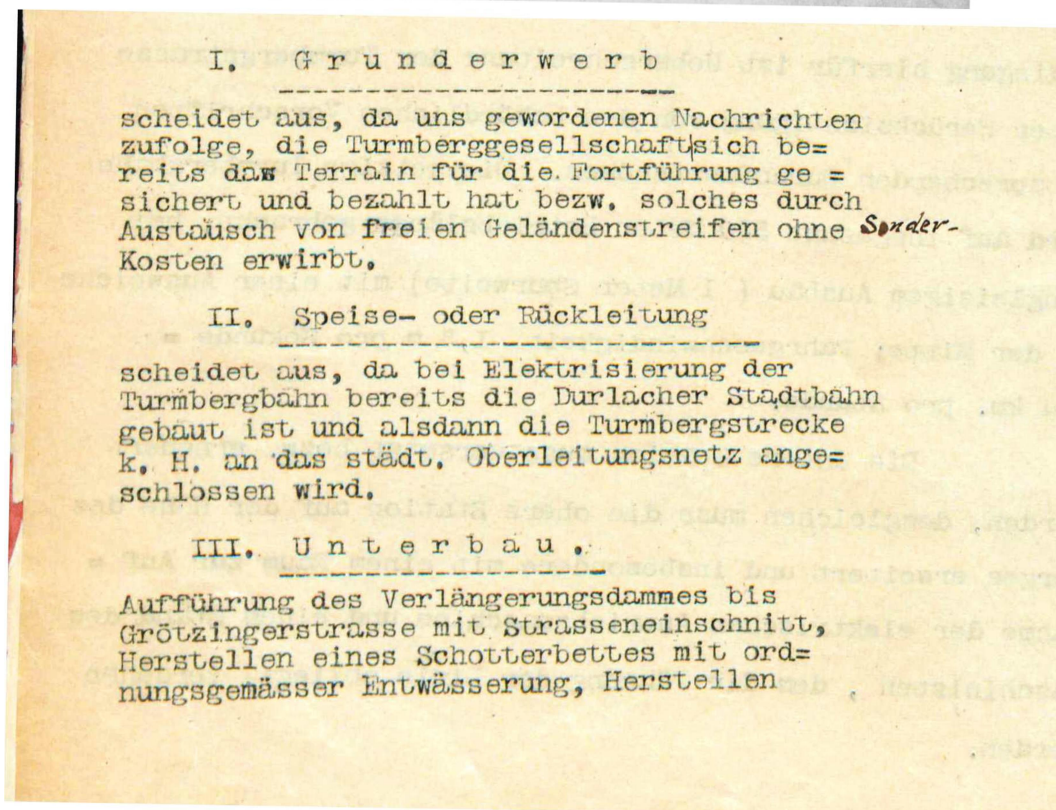 I. Grunderwerb
scheidet aus, da uns gewordenen Nachrichten
zufolge, die Turmberggesellschaft sich be=
reits das Terrain für die Fortführung ge =
sichert und bezahlt hat bezw. solches durch
Austausch von freien Geländenstreifen ohne Sonder-
Kosten erwirbt.
II. Speise- oder Rückleitung
scheidet aus, da bei Elektrisierung der
Turmbergbahn bereits die Durlacher Stadtbahn
gebaut ist und alsdann die Turmbergstrecke
k. H. an das städt. Oberleitungsnetz ange=
schlossen wird.
III. Unterbau.
Aufführung des Verlängerungsdammes bis
Grötzingerstrasse mit Strasseneinschnitt,
Herstellen eines Schotterbettes mit ord=
nungsgemässer Entwässerung, Herstellen